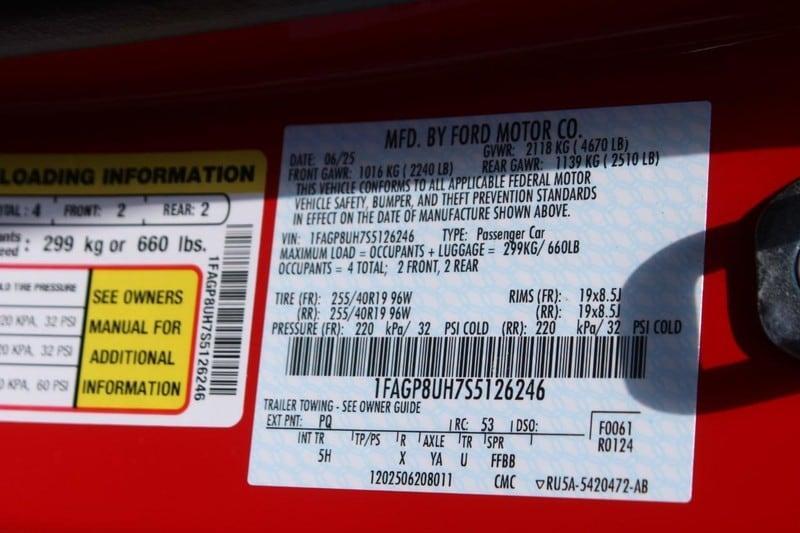 LOADING INFORMATION
TOTAL: 4 FRONT: 2 REAR: 2
299 kg or 660 lbs.
TIRE PRESSURE
KPA, 32 PSI
KPA, 32 PSI
KPA, 60 PSI
SEE OWNERS
MANUAL FOR
ADDITIONAL
INFORMATION
1FAGP8UH7S5126246
MFD. BY FORD MOTOR CO.
DATE: 06/25 GVWR: 2118 KG ( 4670 LB)
FRONT GAWR: 1016 KG ( 2240 LB) REAR GAWR: 1139 KG ( 2510 LB)
THIS VEHICLE CONFORMS TO ALL APPLICABLE FEDERAL MOTOR
VEHICLE SAFETY, BUMPER, AND THEFT PREVENTION STANDARDS
IN EFFECT ON THE DATE OF MANUFACTURE SHOWN ABOVE.
VIN: 1FAGP8UH7S5126246 TYPE: Passenger Car
MAXIMUM LOAD = OCCUPANTS + LUGGAGE = 299KG/ 660LB
OCCUPANTS = 4 TOTAL; 2 FRONT, 2 REAR
TIRE (FR): 255/40R19 96W RIMS (FR): 19x8.5J
(RR): 255/40R19 96W (RR): 19x8.5J
PRESSURE (FR): 220 kPa/ 32 PSI COLD (RR): 220 kPa/ 32 PSI COLD
1FAGP8UH7S5126246
TRAILER TOWING - SEE OWNER GUIDE
EXT PNT: PQ RC: 53 DSO: F0061
INT TR TP/PS R AXLE TR SPR R0124
5H X YA U FFBB
1202506208011 CMC ▽RU5A-5420472-AB